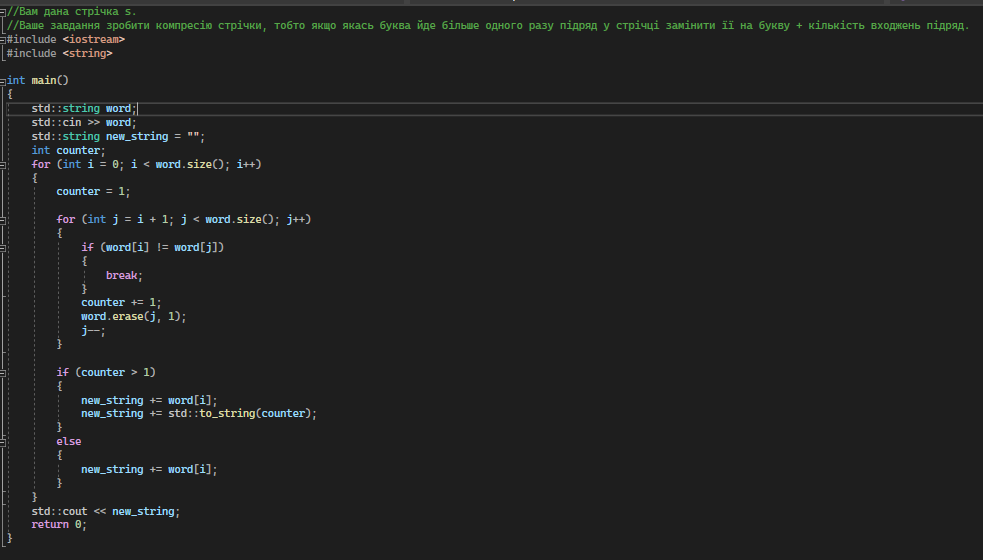 //Вам дана стрічка s.
//Ваше завдання зробити компресію стрічки, тобто якщо якась буква йде більше одного разу підряд у стрічці замінити її на букву + кількість входжень підряд.
#include <iostream>
#include <string>
int main()
{
std::string word;
std::cin >> word;
std::string new_string = "";
int counter;
for (int i = 0; i < word.size(); i++)
{
counter = 1;
for (int j = i + 1; j < word.size(); j++)
{
if (word[i] != word[j])
{
break;
}
counter += 1;
word.erase(j, 1);
j--;
}
if (counter > 1)
{
new_string += word[i];
new_string += std::to_string(counter);
}
else
{
new_string += word[i];
}
}
std::cout << new_string;
return 0;
}